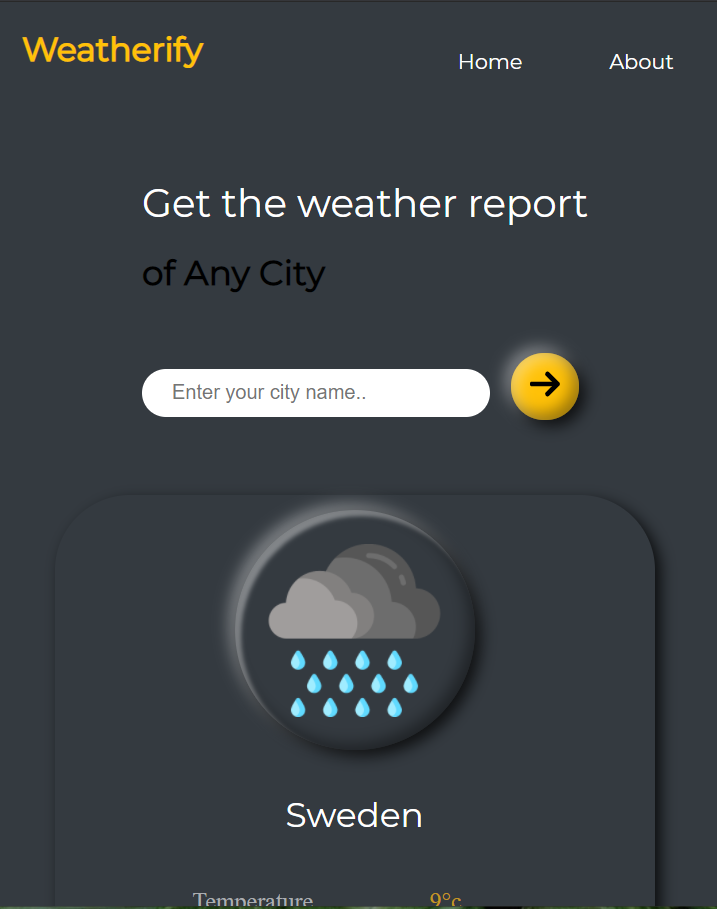 Weatherify
Home About
Get the weather report
of Any City
Enter your city name..
Sweden
Temperature 9°c